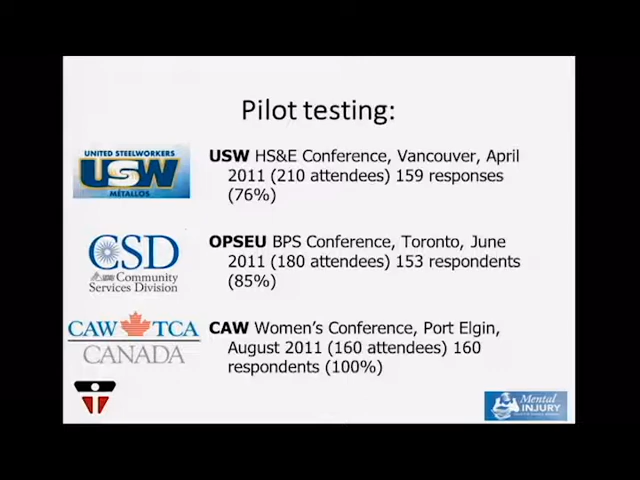 Pilot testing:
UNITED STEELWORKERS
USW
MÉTALLOS
USW HS&E Conference, Vancouver, April
2011 (210 attendees) 159 responses
(76%)
CSD
Community
Services Division
OPSEU BPS Conference, Toronto, June
2011 (180 attendees) 153 respondents
(85%)
CAW TCA
CANADA
CAW Women's Conference, Port Elgin,
August 2011 (160 attendees) 160
respondents (100%)
Mental
INJURY